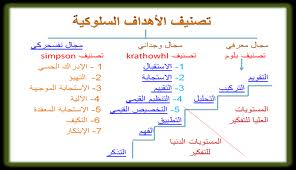 تصنيف الأهداف السلوكية
مجال معرفي
مجال وجداني
مجال نفسحركي
تصنيف بلوم
تصنيف krathowhl
تصنيف simpson
التقويم
التركيب
التحليل
التطبيق
الفهم
التذكر
المستويات
العليا للتفكير
المستويات الدنيا
للتفكير
1- الاستقبال
2- الاستجابة
3- التقدير
4- التنظيم القيمي
5- التخصيص القيمي
1- الادراك الحسي
2- التهيؤ
3- الاستجابة الموجهة
4- الآلية
5- الاستجابة المعقدة
6- التكيف
7- الابتكار